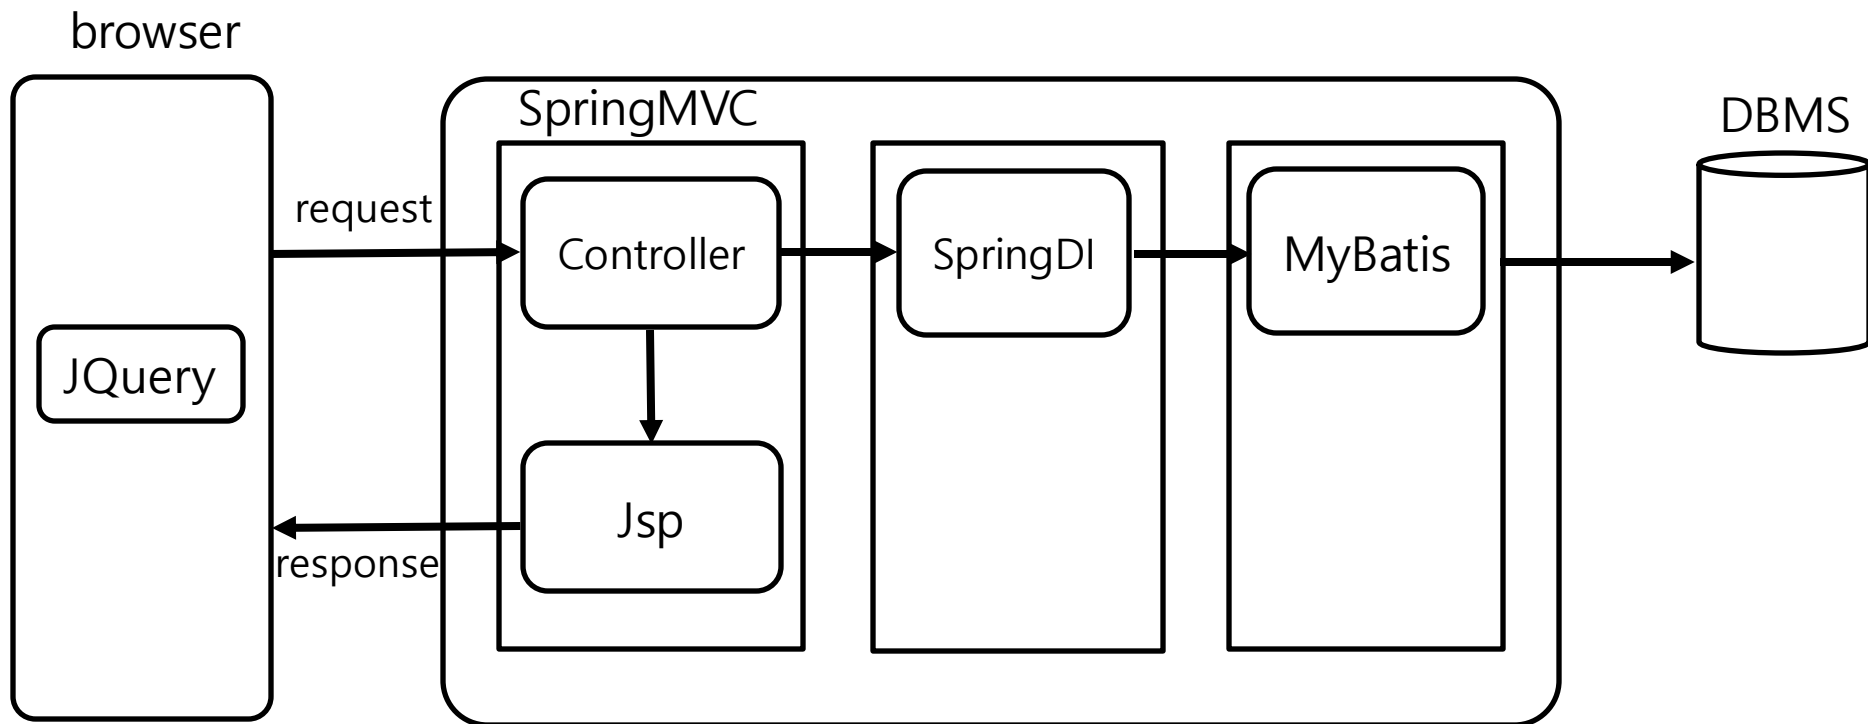 browser
SpringMVC
DBMS
request
Controller
SpringDI
MyBatis
JQuery
Jsp
response